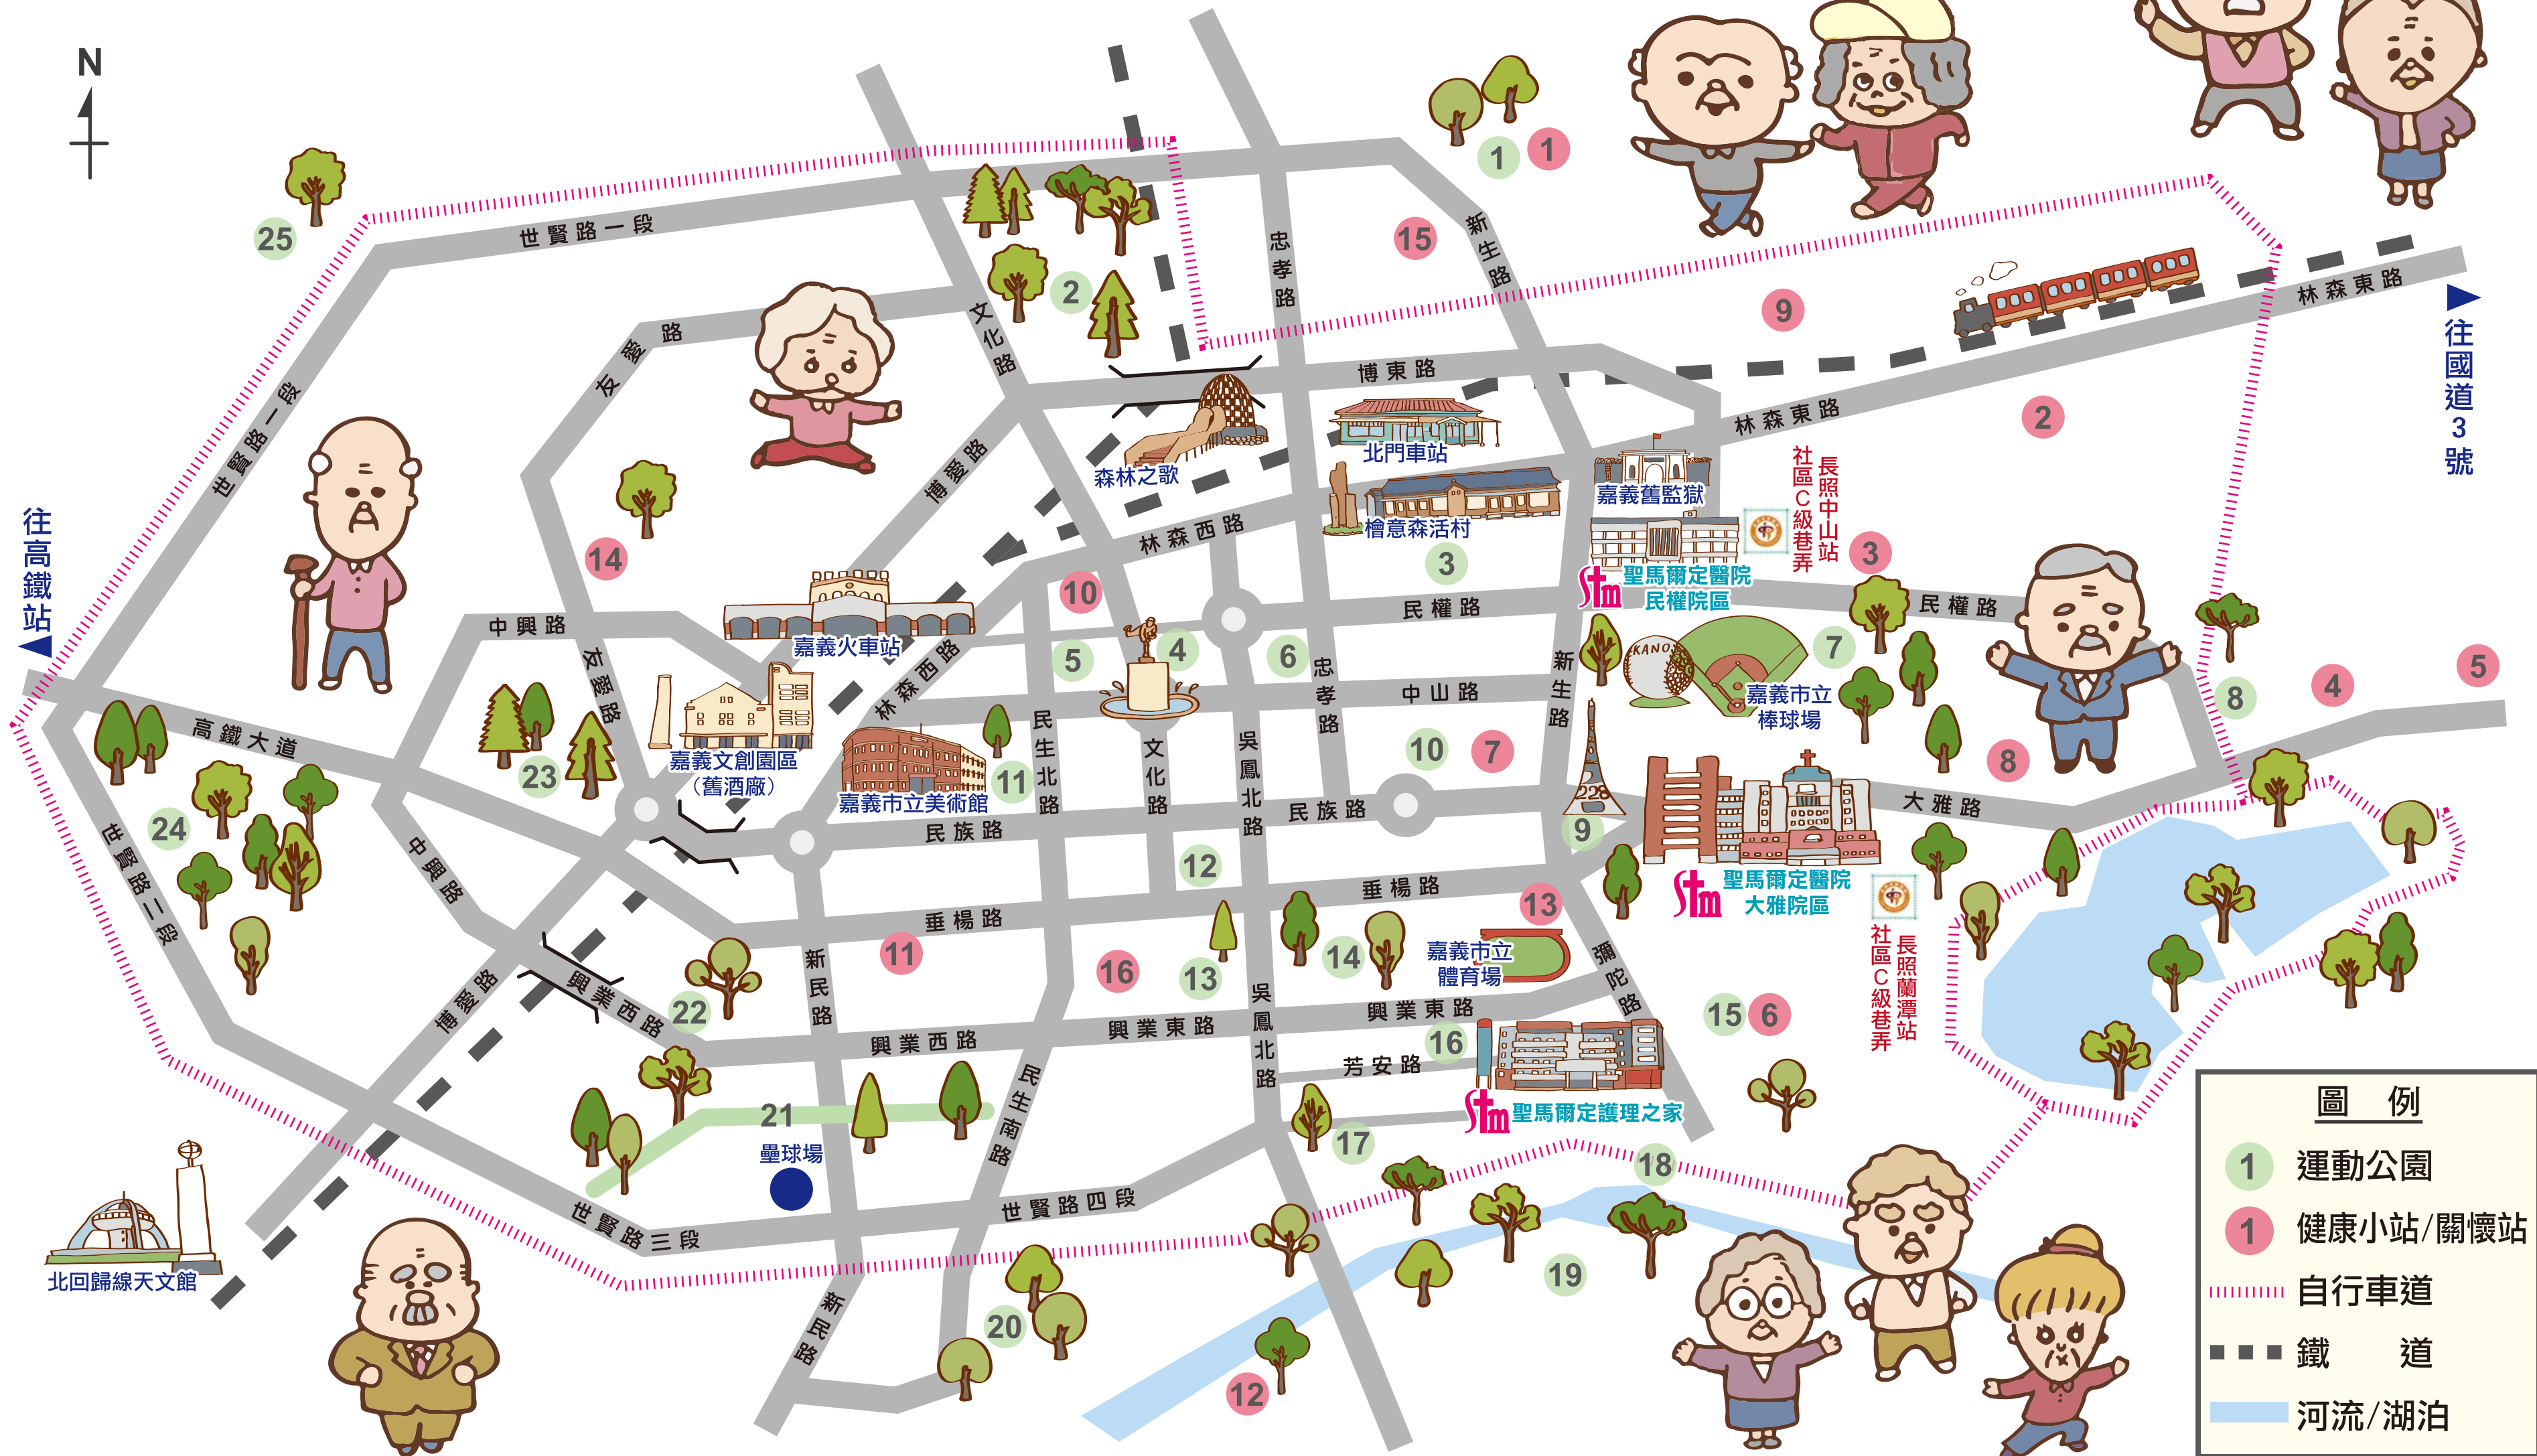 N
1
1
25
世賢路一段
15
忠孝路
新生路
2
9
文化路
友愛路
林森東路
往國道3號
博東路
世賢路一段
林森東路
2
博愛路
森林之歌
北門車站
嘉義舊監獄
長照中山站
社區C級巷弄
檜意森活村
林森西路
往高鐵站
14
3
3
10
聖馬爾定醫院
民權院區
Stm
民權路
民權路
中興路
嘉義火車站
5
4
6
KANO
7
友愛路
林森西路
忠孝路
新生路
中山路
嘉義市立
棒球場
8
4
5
高鐵大道
民生北路
文化路
吳鳳北路
10
7
8
嘉義文創園區
(舊酒廠)
23
11
嘉義市立美術館
228
大雅路
民族路
民族路
24
9
世賢路二段
中興路
12
垂楊路
垂楊路
聖馬爾定醫院
大雅院區
Stm
長照蘭潭站
社區C級巷弄
13
11
新民路
16
13
14
嘉義市立
體育場
彌陀路
博愛路
興業西路
22
興業西路
興業東路
吳鳳北路
興業東路
15
6
16
芳安路
民生南路
21
壘球場
Stm
聖馬爾定護理之家
17
18
世賢路三段
世賢路四段
北回歸線天文館
19
20
新民路
12
圖 例
1 運動公園
1 健康小站/關懷站
自行車道
鐵 道
河流/湖泊